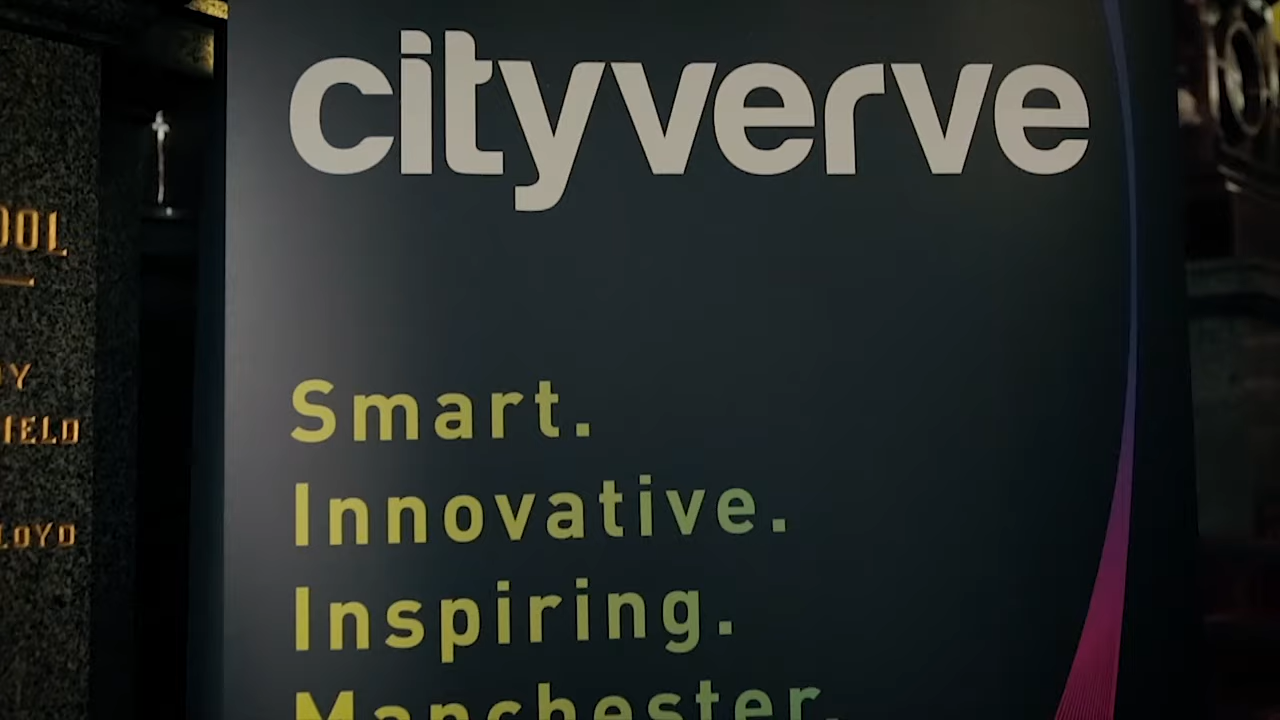 cityverve
Smart.
Innovative.
Inspiring.
Manchester.